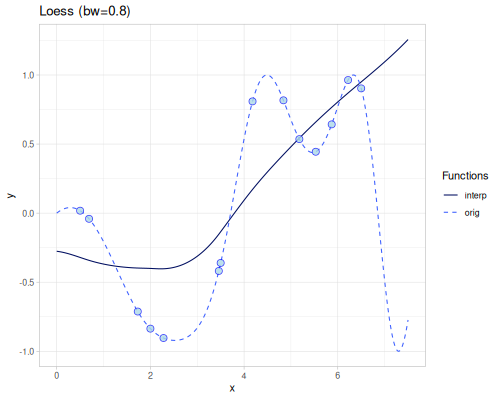 Loess (bw=0.8)
1.0
0.5
0.0
-0.5
-1.0
y
0 2 4 6
x
Functions
interp
orig